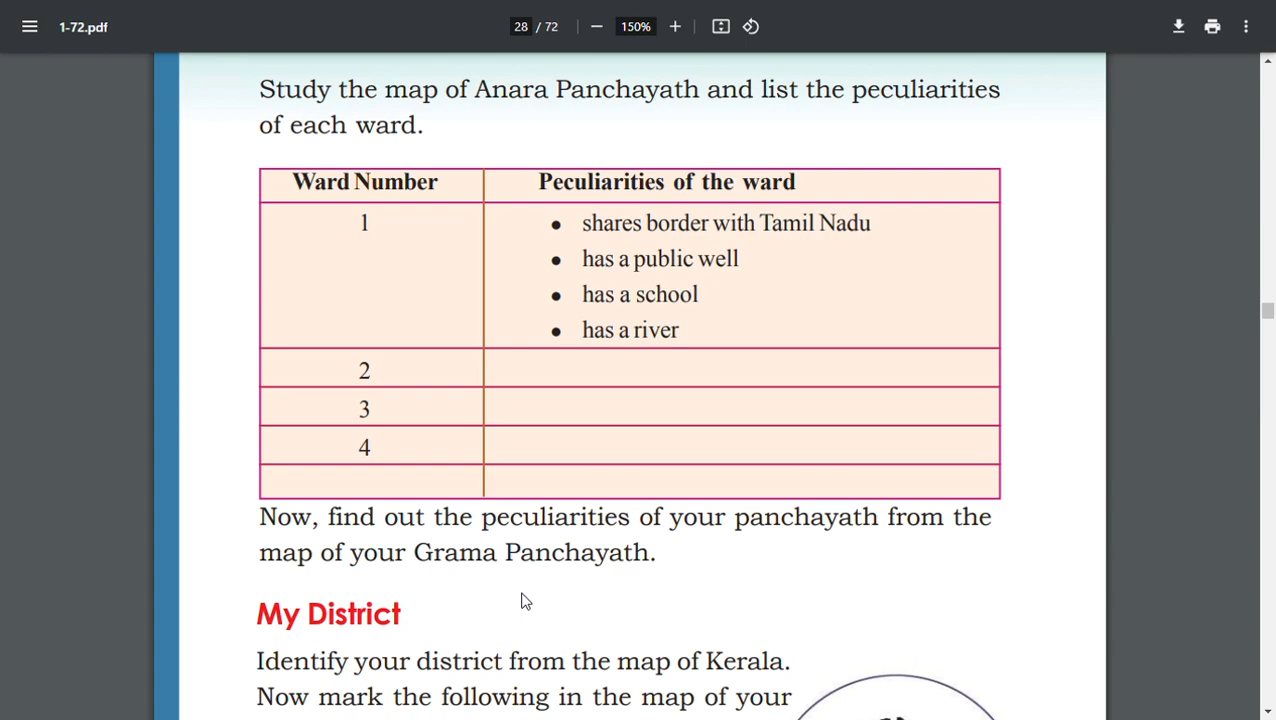 1-72.pdf
28 / 72
150%
Study the map of Anara Panchayath and list the peculiarities
of each ward.
Ward Number Peculiarities of the ward
1 • shares border with Tamil Nadu
• has a public well
• has a school
• has a river
2
3
4
Now, find out the peculiarities of your panchayath from the
map of your Grama Panchayath.
My District
Identify your district from the map of Kerala.
Now mark the following in the map of your